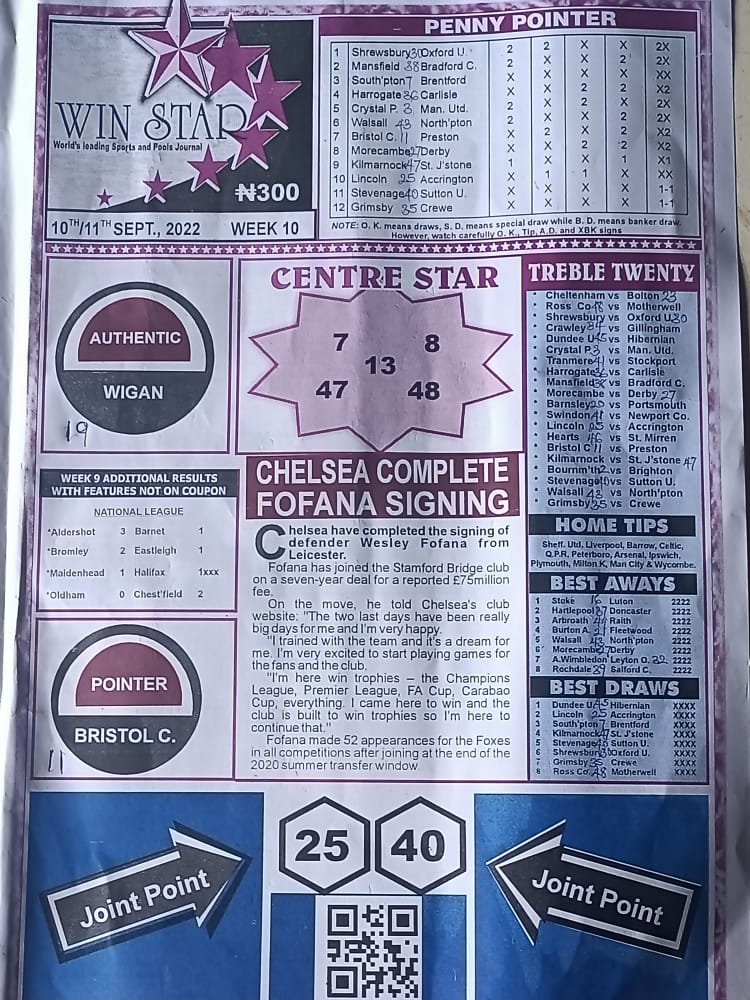 WIN STAR
World's leading Sports and Pools Journal
₦300
10TH/11TH SEPT., 2022 WEEK 10
PENNY POINTER
1 Shrewsbury 30 Oxford U. 2 2 X X 2X
2 Mansfield 38 Bradford C. X X 2 2X
3 South'pton 7 Brentford XX
4 Harrogate 36 Carlisle X2
5 Crystal P. 3 Man. Utd. 2X
6 Walsall 43 North'pton X2
7 Bristol C. 11 Preston X2
8 Morecambe 27 Derby X2
9 Kilmarnock 47 St. J'stone 1 X X 1 X1
10 Lincoln 25 Accrington X 1 1 X XX
11 Stevenage 40 Sutton U. X X X X 1-1
12 Grimsby 35 Crewe X X X X 1-1
NOTE: O. K. means draws, S. D. means special draw while B. D. means banker draw.
However, watch carefully O. K., Tip, A.D. and XBK signs
AUTHENTIC
WIGAN
19
CENTRE STAR
7 8
13
47 48
TREBLE TWENTY
Cheltenham vs Bolton 23
Ross Co 48 vs Motherwell
Shrewsbury vs Oxford U 30
Crawley 34 vs Gillingham
Dundee U 45 vs Hibernian
Crystal P 3 vs Man. Utd.
Tranmere 41 vs Stockport
Harrogate 36 vs Carlisle
Mansfield 38 vs Bradford C.
Morecambe vs Derby 27
Barnsley 20 vs Portsmouth
Swindon vs Newport Co.
Lincoln 25 vs Accrington
Hearts 46 vs St. Mirren
Bristol C 11 vs Preston
Kilmarnock vs St. J'stone 47
Bournm'th 2 vs Brighton
Stevenage 40 vs Sutton U.
Walsall 43 vs North'pton
Grimsby 35 vs Crewe
WEEK 9 ADDITIONAL RESULTS
WITH FEATURES NOT ON COUPON
NATIONAL LEAGUE
*Aldershot 3 Barnet 1
*Bromley 2 Eastleigh 1
*Maidenhead 1 Halifax 1xxx
*Oldham 0 Chest'field 2
CHELSEA COMPLETE
FOFANA SIGNING
Chelsea have completed the signing of
defender Wesley Fofana from
Leicester.
Fofana has joined the Stamford Bridge club
on a seven-year deal for a reported £75million
fee.
On the move, he told Chelsea's club
website: "The two last days have been really
big days for me and I'm very happy.
"I trained with the team and it's a dream for
me. I'm very excited to start playing games for
the fans and the club.
"I'm here win trophies – the Champions
League, Premier League, FA Cup, Carabao
Cup, everything. I came here to win and the
club is built to win trophies so I'm here to
continue that."
Fofana made 52 appearances for the Foxes
in all competitions after joining at the end of the
2020 summer transfer window
HOME TIPS
Sheff. Utd, Liverpool, Barrow, Celtic,
Q.P.R, Peterboro, Arsenal, Ipswich,
Plymouth, Milton K, Man City & Wycombe.
BEST AWAYS
1 Stoke 16 Luton 2222
2 Hartlepool 37 Doncaster 2222
3 Arbroath Raith 2222
4 Burton A. 21 Fleetwood 2222
5 Walsall 43 North'pton 2222
6 Morecambe 27 Derby 2222
7 A.Wimbledon Leyton O. 32 2222
8 Rochdale 39 Salford C. 2222
BEST DRAWS
1 Dundee U 45 Hibernian XXXX
2 Lincoln 25 Accrington XXXX
3 South'pton 7 Brentford XXXX
4 Kilmarnock 47 St. J'stone XXXX
5 Stevenage 40 Sutton U. XXXX
6 Shrewsbury 30 Oxford U. XXXX
7 Grimsby 35 Crewe XXXX
8 Ross Co. 48 Motherwell XXXX
POINTER
BRISTOL C.
11
Joint Point
25 40
Joint Point